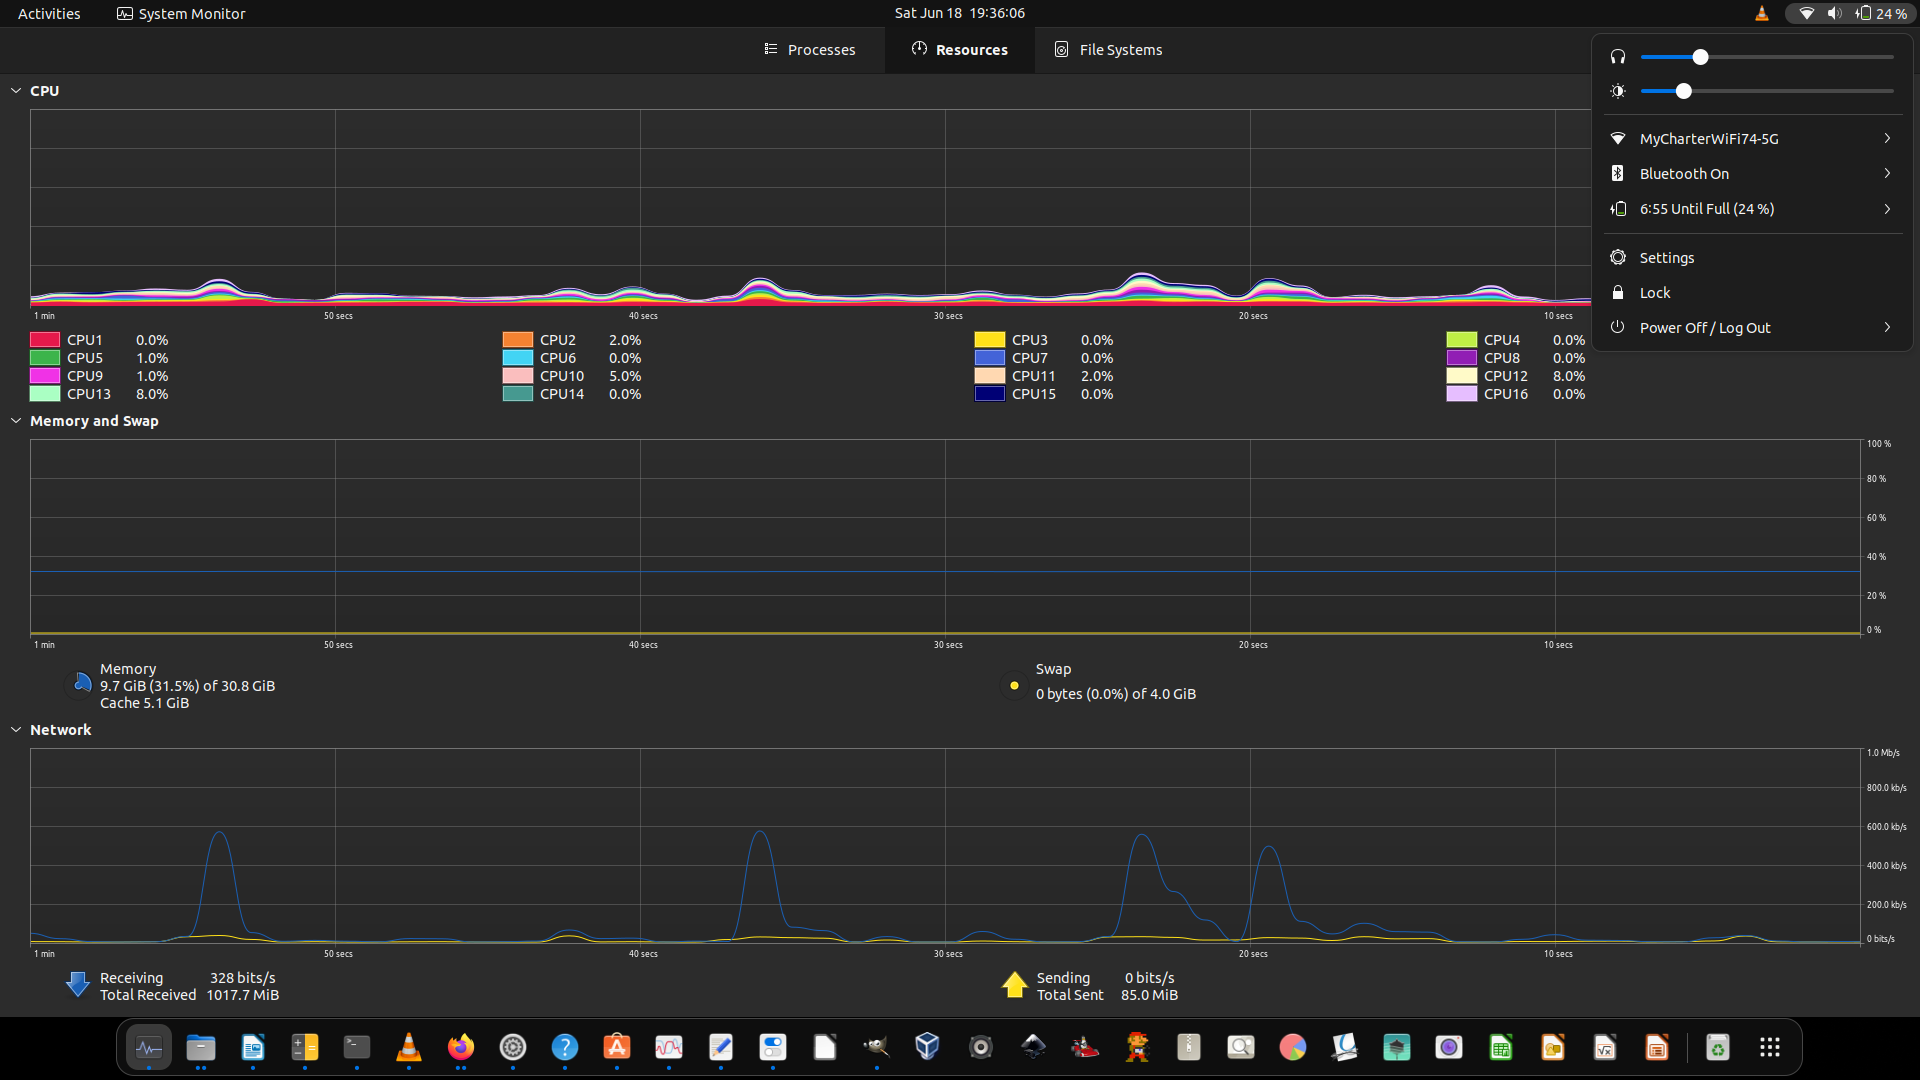 Activities
System Monitor
Sat Jun 18 19:36:06
24 %
Processes
Resources
File Systems
MyCharterWiFi74-5G
Bluetooth On
6:55 Until Full (24 %)
Settings
Lock
Power Off / Log Out
CPU
1 min 50 secs 40 secs 30 secs 20 secs 10 secs
CPU1 0.0% CPU2 2.0% CPU3 0.0% CPU4 0.0%
CPU5 1.0% CPU6 0.0% CPU7 0.0% CPU8 0.0%
CPU9 1.0% CPU10 5.0% CPU11 2.0% CPU12 8.0%
CPU13 8.0% CPU14 0.0% CPU15 0.0% CPU16 0.0%
Memory and Swap
100 %
80 %
60 %
40 %
20 %
0 %
1 min 50 secs 40 secs 30 secs 20 secs 10 secs
Memory
9.7 GiB (31.5%) of 30.8 GiB
Cache 5.1 GiB
Swap
0 bytes (0.0%) of 4.0 GiB
Network
1.0 Mb/s
800.0 kb/s
600.0 kb/s
400.0 kb/s
200.0 kb/s
0 bits/s
1 min 50 secs 40 secs 30 secs 20 secs 10 secs
Receiving 328 bits/s
Total Received 1017.7 MiB
Sending 0 bits/s
Total Sent 85.0 MiB